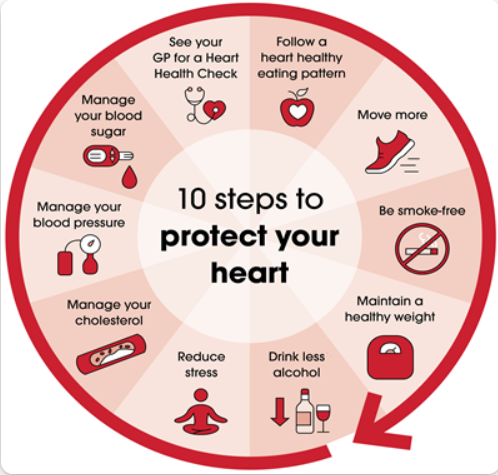 10 steps to
protect your
heart
Follow a
heart healthy
eating pattern
Move more
Be smoke-free
Maintain a
healthy weight
Drink less
alcohol
Reduce
stress
Manage your
cholesterol
Manage your
blood pressure
Manage
your blood
sugar
See your
GP for a Heart
Health Check